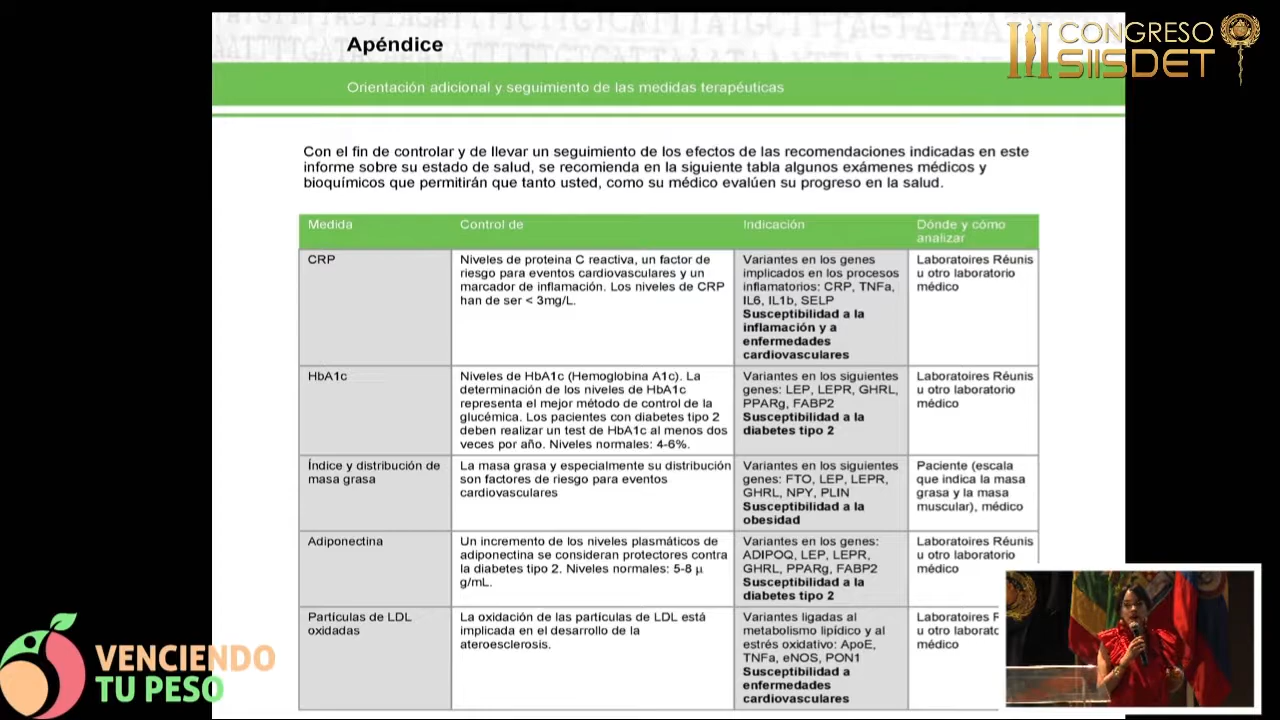 Apéndice
III CONGRESO
SIISDET
Orientación adicional y seguimiento de las medidas terapéuticas
Con el fin de controlar y de llevar un seguimiento de los efectos de las recomendaciones indicadas en este
informe sobre su estado de salud, se recomienda en la siguiente tabla algunos exámenes médicos y
bioquímicos que permitirán que tanto usted, como su médico evalúen su progreso en la salud.
Medida
Control de
Indicación
Dónde y cómo
analizar
CRP
Niveles de proteina C reactiva, un factor de
riesgo para eventos cardiovasculares y un
marcador de inflamación. Los niveles de CRP
han de ser < 3mg/L.
Variantes en los genes
implicados en los procesos
inflamatorios: CRP, TNFa,
IL6, IL1b, SELP
Susceptibilidad a la
inflamación y a
enfermedades
cardiovasculares
Laboratoires Réunis
u otro laboratorio
médico
HbA1c
Niveles de HbA1c (Hemoglobina A1c). La
determinación de los niveles de HbA1c
representa el mejor método de control de la
glucémica. Los pacientes con diabetes tipo 2
deben realizar un test de HbA1c al menos dos
veces por año. Niveles normales: 4-6%.
Variantes en los siguientes
genes: LEP, LEPR, GHRL,
PPARg, FABP2
Susceptibilidad a la
diabetes tipo 2
Laboratoires Réunis
u otro laboratorio
médico
Índice y distribución de
masa grasa
La masa grasa y especialmente su distribución
son factores de riesgo para eventos
cardiovasculares
Variantes en los siguientes
genes: FTO, LEP, LEPR,
GHRL, NPY, PLIN
Susceptibilidad a la
obesidad
Paciente (escala
que indica la masa
grasa y la masa
muscular), médico
Adiponectina
Un incremento de los niveles plasmáticos de
adiponectina se consideran protectores contra
la diabetes tipo 2. Niveles normales: 5-8 µ
g/mL.
Variantes en los genes:
ADIPOQ, LEP, LEPR,
GHRL, PPARg, FABP2
Susceptibilidad a la
diabetes tipo 2
Laboratoires Réunis
u otro laboratorio
médico
Partículas de LDL
oxidadas
La oxidación de las partículas de LDL está
implicada en el desarrollo de la
ateroesclerosis.
Variantes ligadas al
metabolismo lipídico y al
estrés oxidativo: ApoE,
TNFa, eNOS, PON1
Susceptibilidad a
enfermedades
cardiovasculares
Laboratoires
u otro
médico
VENCIENDO
TU PESO